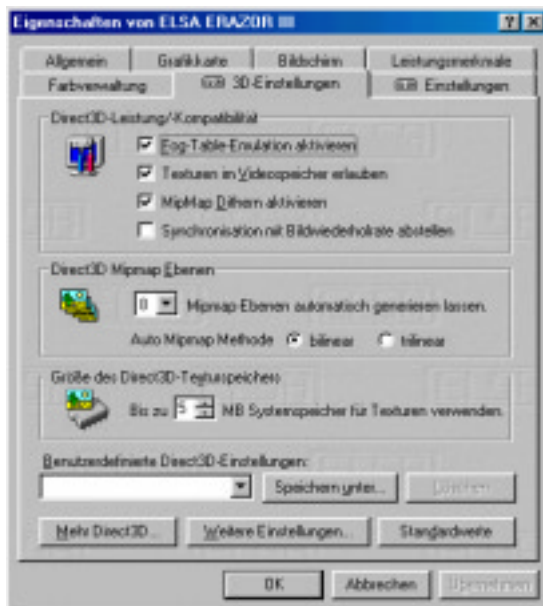 Eigenschaften von ELSA ERAZOR III
Allgemein Grafikkarte Bildschirm Leistungsmerkmale
Farbverwaltung 3D-Einstellungen Einstellungen
Direct3D-Leistung/-Kompatibilität
Fog-Table-Emulation aktivieren
Texturen im Videospeicher erlauben
MipMap Dithern aktivieren
Synchronisation mit Bildwiederholrate abstellen
Direct3D Mipmap Ebenen
0 Mipmap-Ebenen automatisch generieren lassen.
Auto Mipmap Methode bilinear trilinear
Größe des Direct3D-Texturspeichers
Bis zu 5 MB Systemspeicher für Texturen verwenden.
Benutzerdefinierte Direct3D-Einstellungen:
Speichern unter... Löschen
Mehr Direct3D... Weitere Einstellungen... Standardwerte
OK Abbrechen Übernehmen